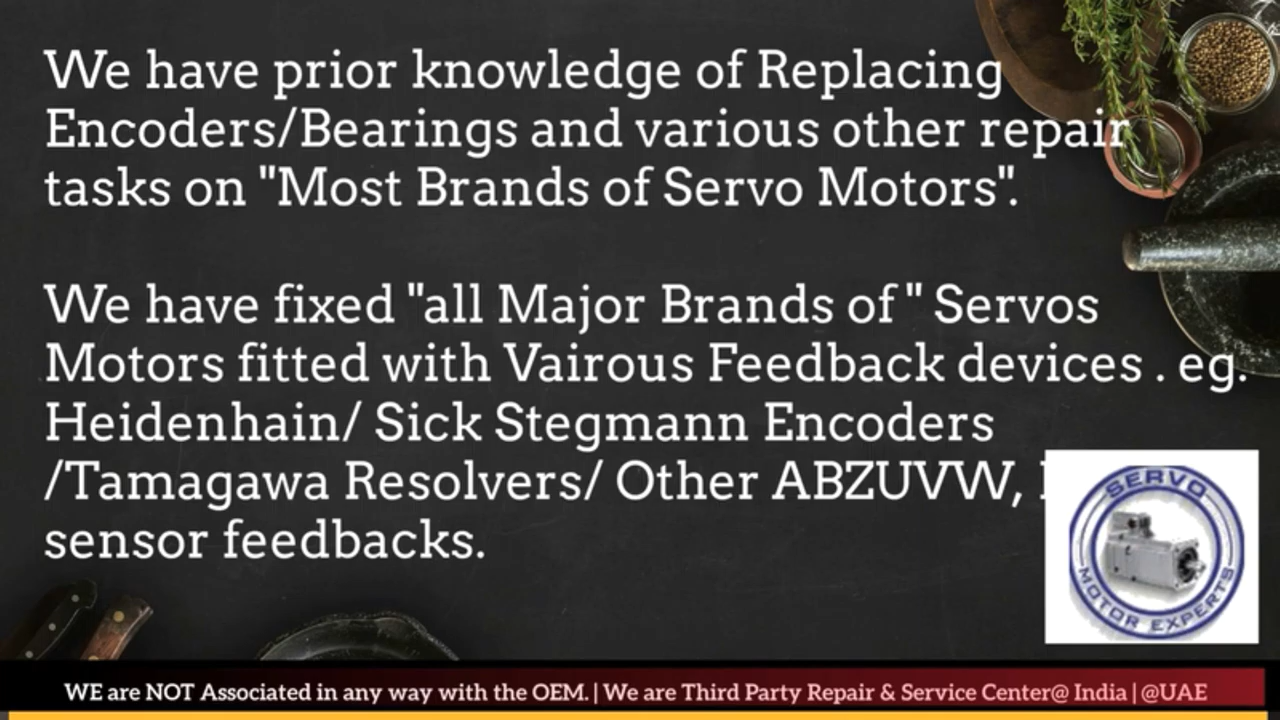 We have prior knowledge of Replacing
Encoders/Bearings and various other repair
tasks on "Most Brands of Servo Motors".
We have fixed "all Major Brands of " Servos
Motors fitted with Vairous Feedback devices . eg.
Heidenhain/ Sick Stegmann Encoders
/Tamagawa Resolvers/ Other ABZUVW,
sensor feedbacks.
SERVO
MOTOR EXPERTS
WE are NOT Associated in any way with the OEM. | We are Third Party Repair & Service Center@ India | @UAE